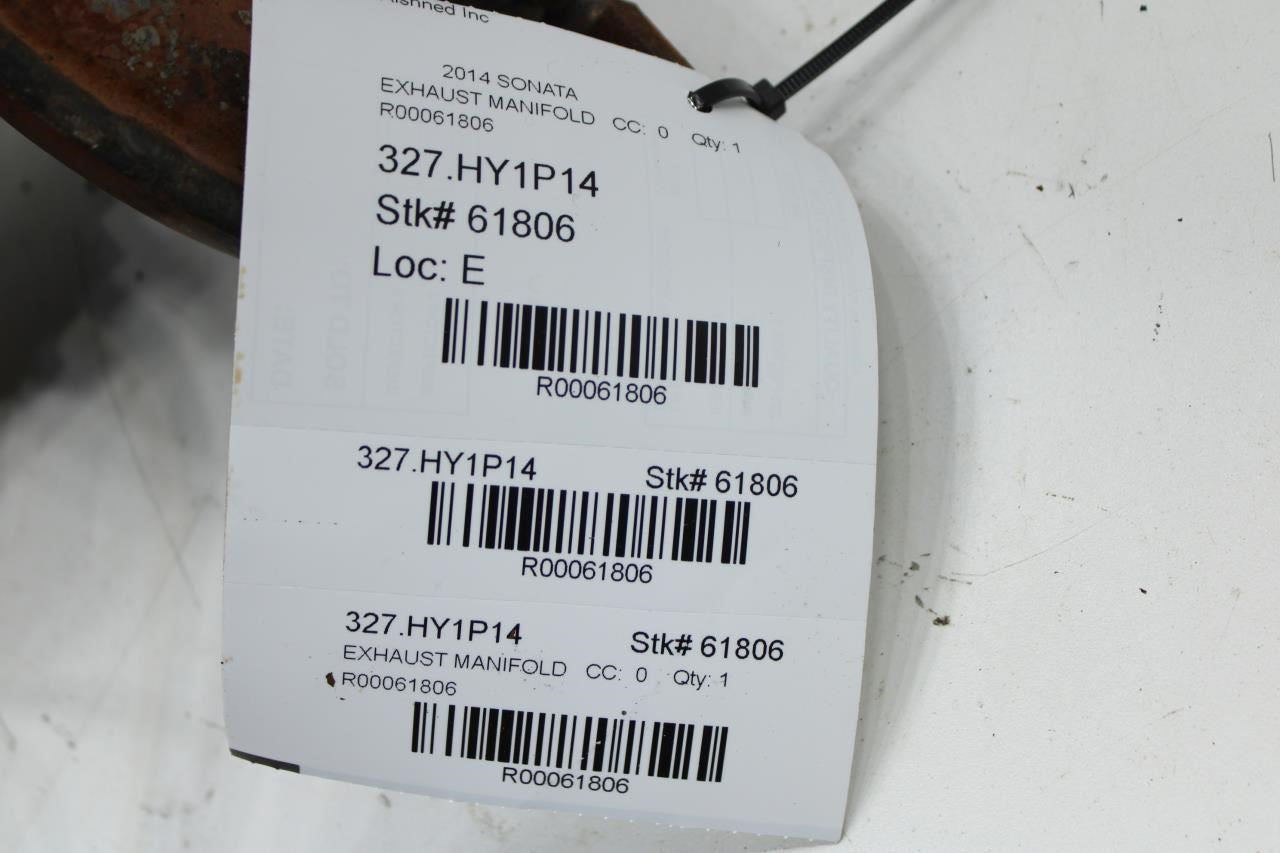 Inc
2014 SONATA
EXHAUST MANIFOLD CC: 0 Qty: 1
R00061806
327.HY1P14
Stk# 61806
Loc: E
R00061806
327.HY1P14 Stk# 61806
R00061806
327.HY1P14 Stk# 61806
EXHAUST MANIFOLD CC: 0 Qty: 1
R00061806
R00061806